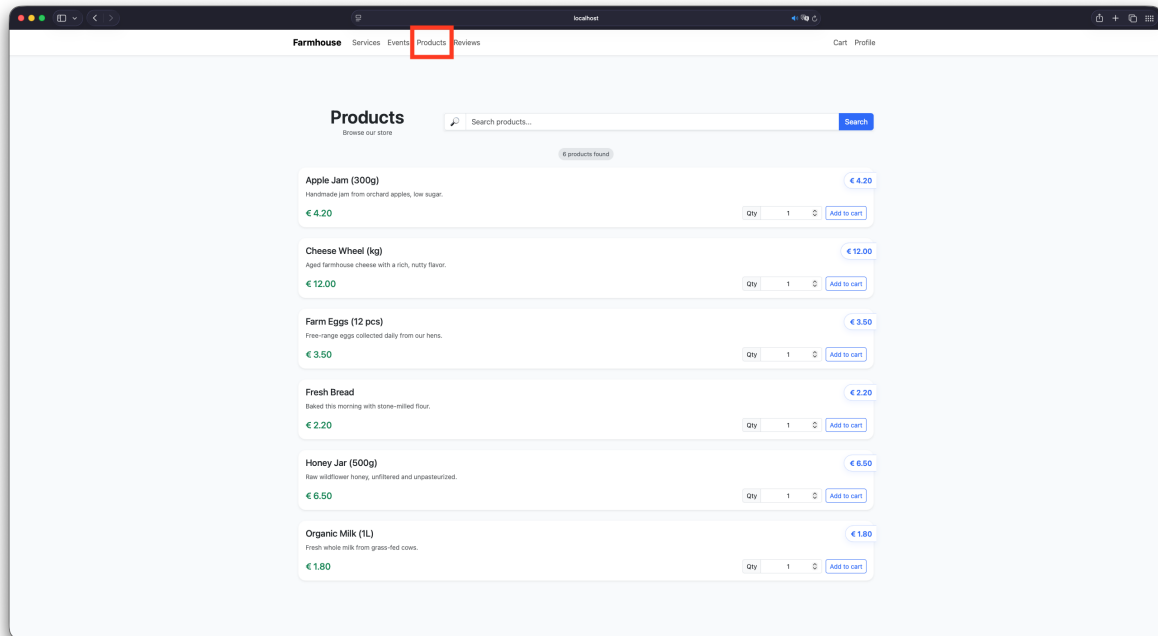 localhost
Farmhouse Services Events Products Reviews Cart Profile
Products
Browse our store
Search products...
Search
6 products found
Apple Jam (300g)
€ 4.20
Handmade jam from orchard apples, low sugar.
€ 4.20
Qty 1 Add to cart
Cheese Wheel (kg)
€ 12.00
Aged farmhouse cheese with a rich, nutty flavor.
€ 12.00
Qty 1 Add to cart
Farm Eggs (12 pcs)
€ 3.50
Free-range eggs collected daily from our hens.
€ 3.50
Qty 1 Add to cart
Fresh Bread
€ 2.20
Baked this morning with stone-milled flour.
€ 2.20
Qty 1 Add to cart
Honey Jar (500g)
€ 6.50
Raw wildflower honey, unfiltered and unpasteurized.
€ 6.50
Qty 1 Add to cart
Organic Milk (1L)
€ 1.80
Fresh whole milk from grass-fed cows.
€ 1.80
Qty 1 Add to cart